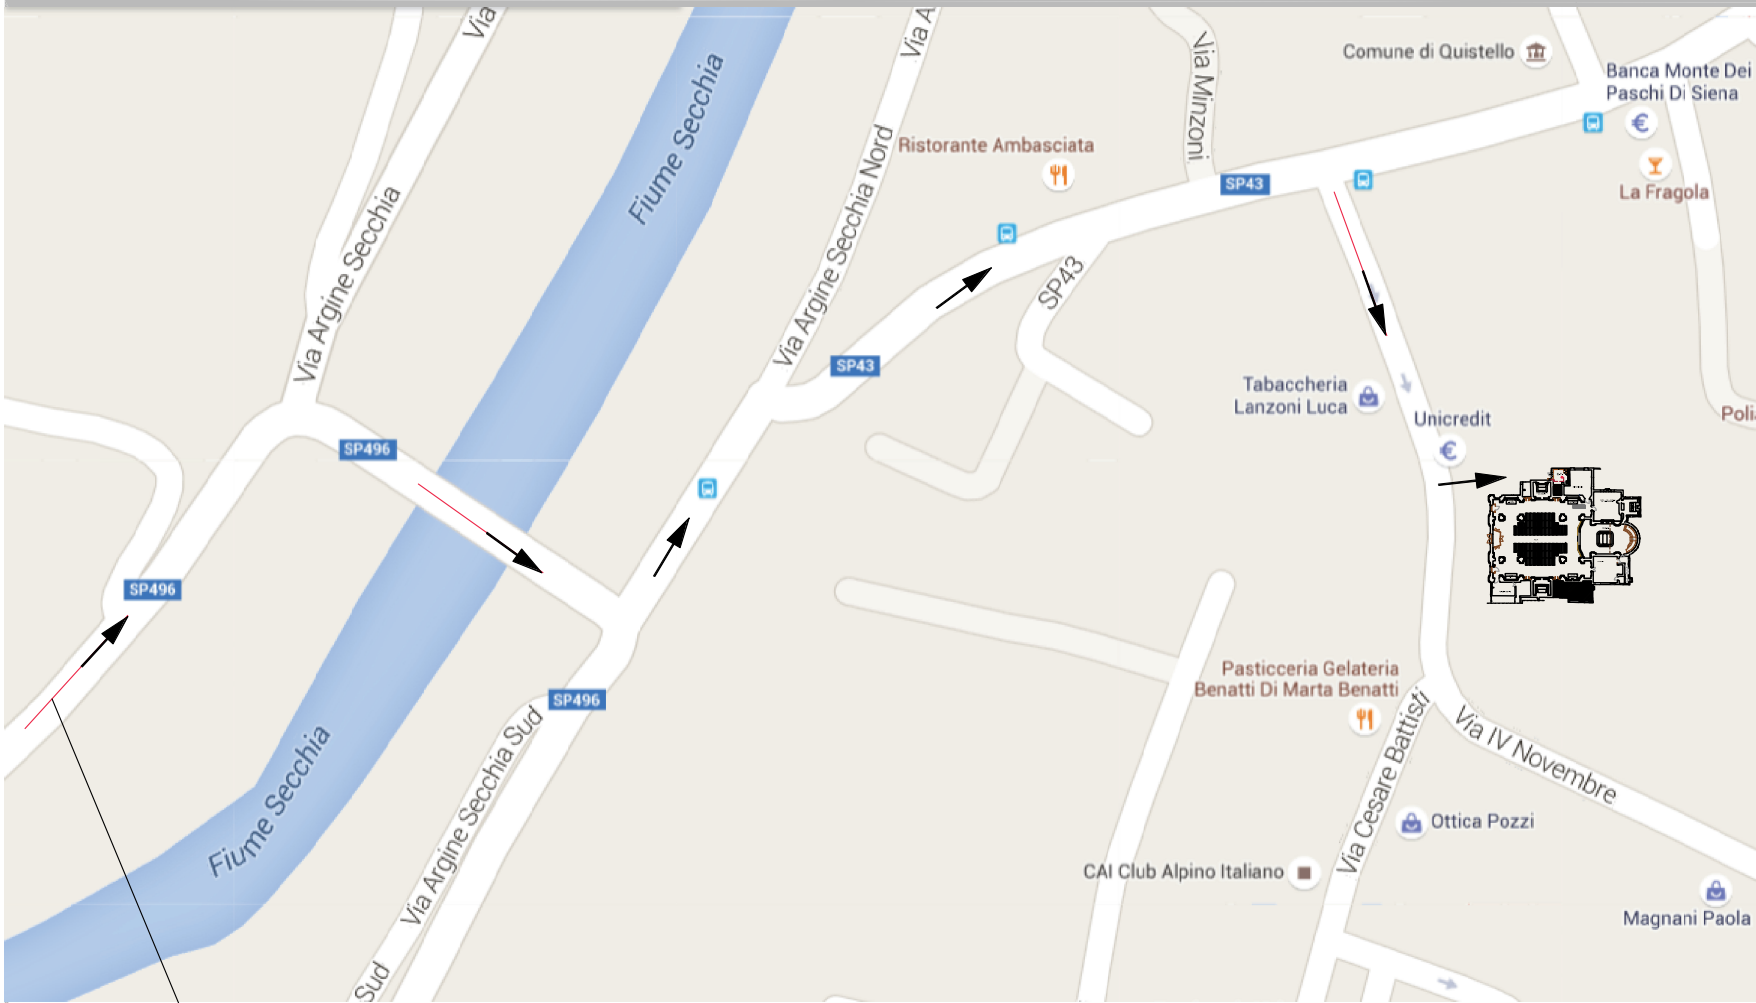 Via
Via A
Via Minzoni
Comune di Quistello
Banca Monte Dei
Paschi Di Siena
Fiume Secchia
Ristorante Ambasciata
SP43
La Fragola
Via Argine Secchia
Via Argine Secchia Nord
SP43
SP43
Tabaccheria
Lanzoni Luca
Unicredit
Poli
SP496
SP496
Pasticceria Gelateria
Benatti Di Marta Benatti
SP496
Via Argine Secchia Sud
Fiume Secchia
Via Cesare Battisti
Via IV Novembre
Ottica Pozzi
CAI Club Alpino Italiano
Magnani Paola
Sud